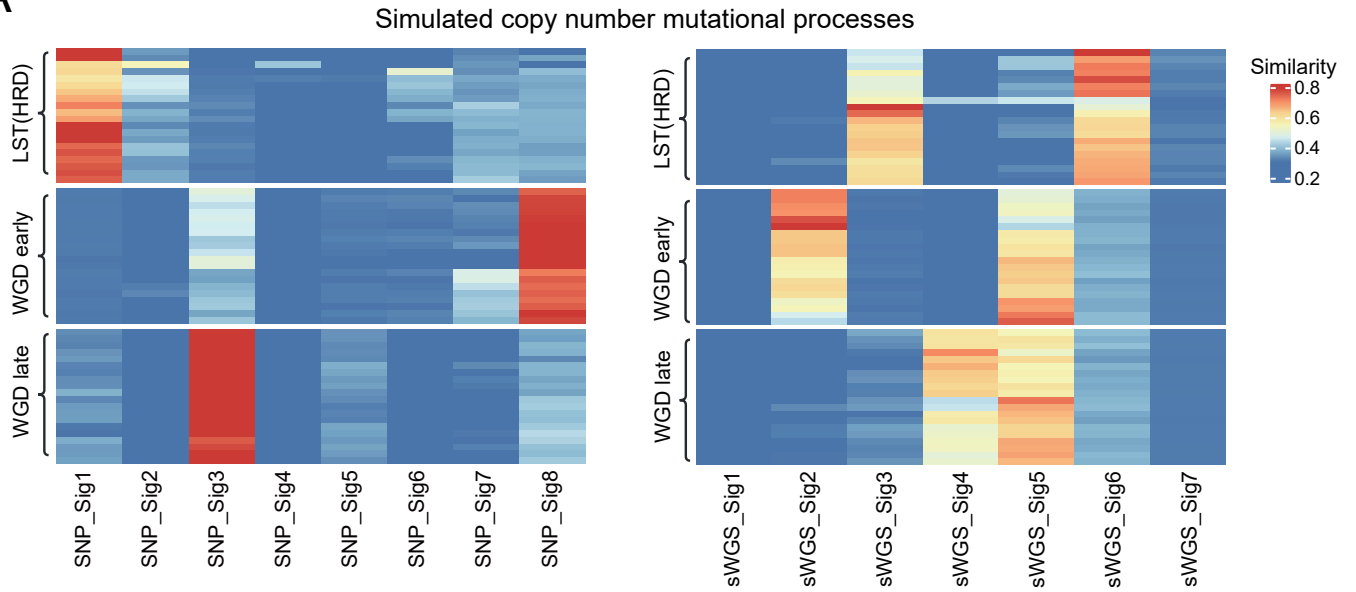 A
Simulated copy number mutational processes
LST(HRD)
WGD early
WGD late
SNP_Sig1
SNP_Sig2
SNP_Sig3
SNP_Sig4
SNP_Sig5
SNP_Sig6
SNP_Sig7
SNP_Sig8
LST(HRD)
WGD early
WGD late
sWGS_Sig1
sWGS_Sig2
sWGS_Sig3
sWGS_Sig4
sWGS_Sig5
sWGS_Sig6
sWGS_Sig7
Similarity
0.8
0.6
0.4
0.2